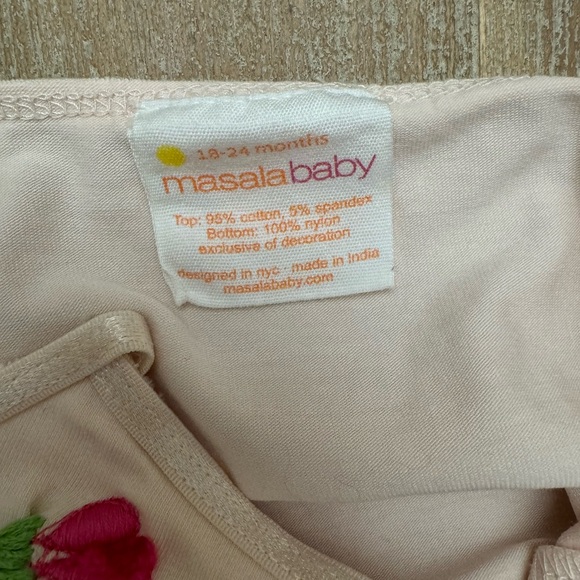 18-24 months
masalababy
Top: 95% cotton, 5% spandex
Bottom: 100% nylon
exclusive of decoration
designed in nyc · made in India
masalababy.com